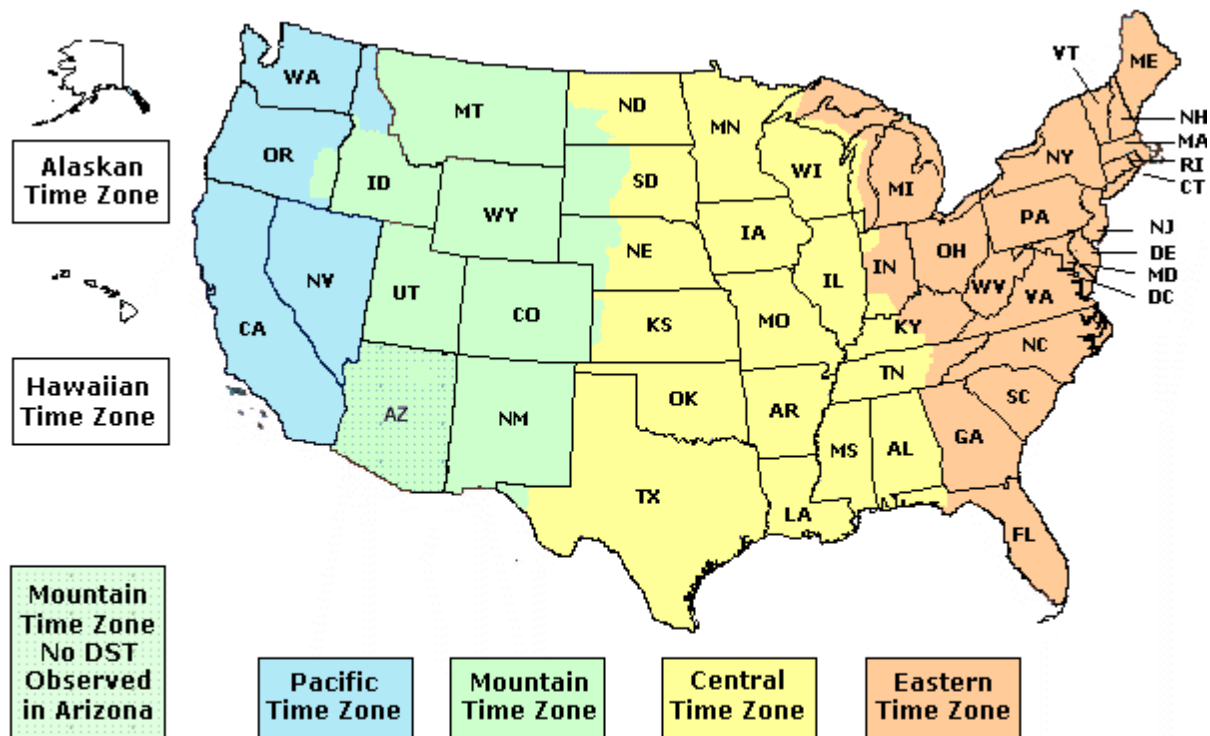 VT
ME
WA
MT
ND
MN
NH
MA
OR
ID
SD
WI
MI
NY
RI
CT
Alaskan
Time Zone
WY
IA
PA
NJ
NE
IL
IN
OH
DE
NV
UT
CO
KS
MO
WV
VA
MD
DC
CA
KY
NC
Hawaiian
Time Zone
AZ
NM
OK
AR
TN
SC
MS
AL
GA
TX
LA
FL
Mountain
Time Zone
No DST
Observed
in Arizona
Pacific
Time Zone
Mountain
Time Zone
Central
Time Zone
Eastern
Time Zone